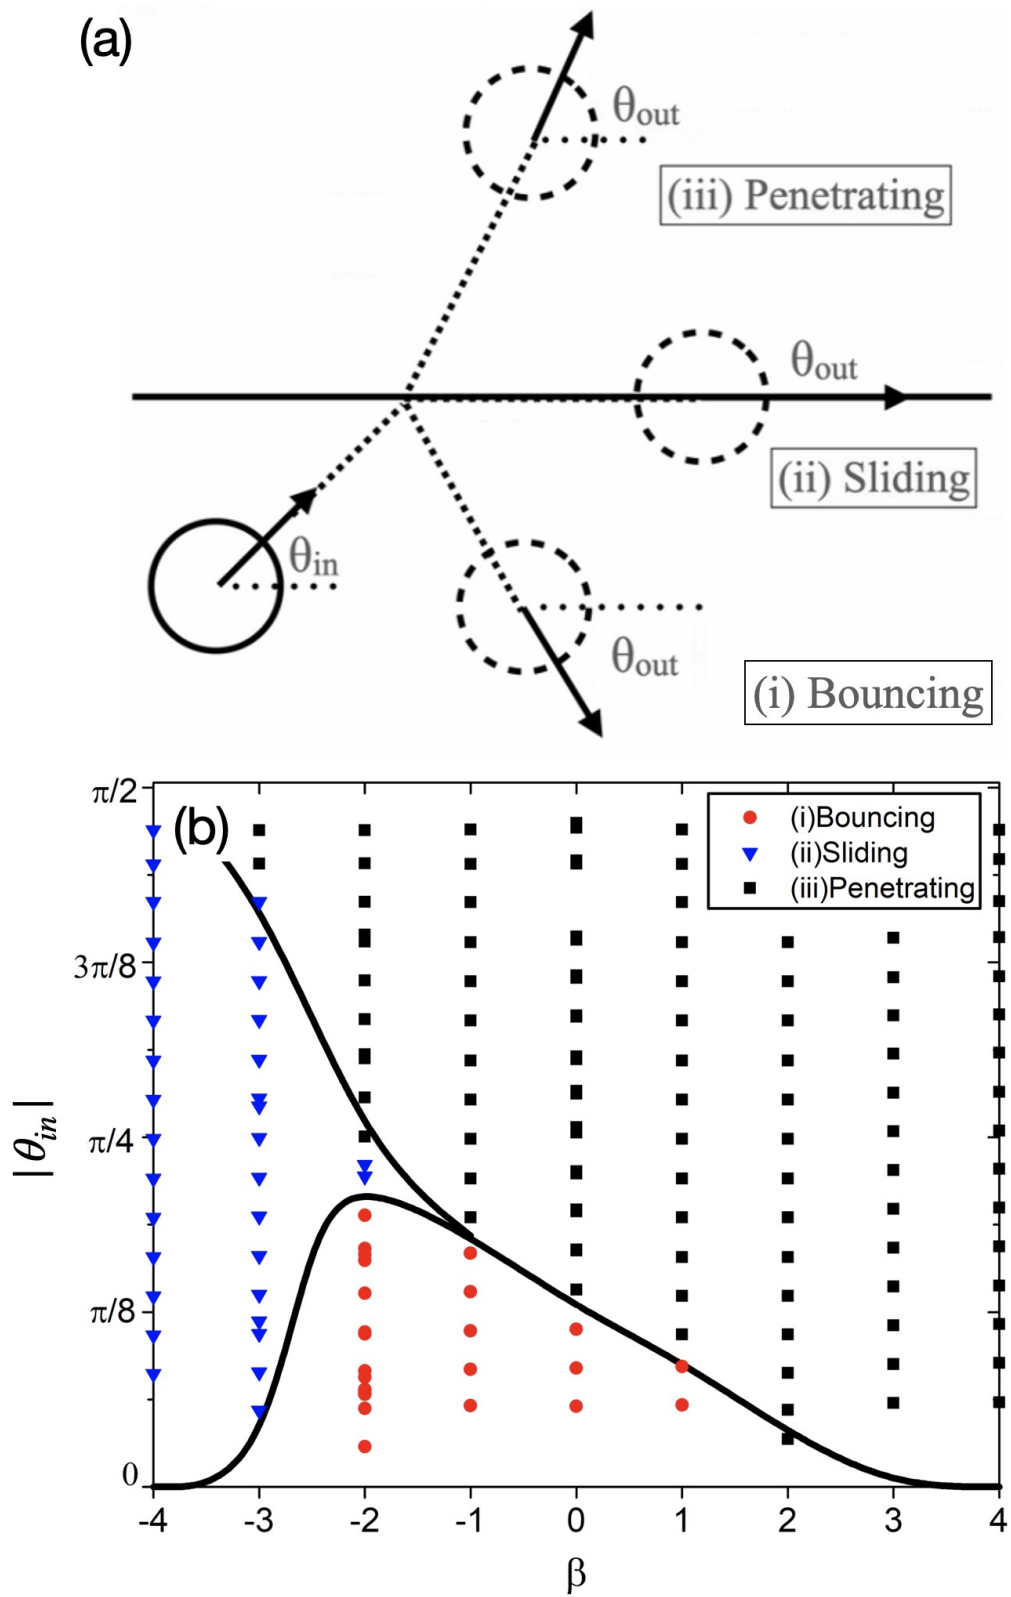 (a)
θout
(iii) Penetrating
θout
(ii) Sliding
θin
θout
(i) Bouncing
(b)
π/2
3π/8
π/4
π/8
0
|θin|
(i)Bouncing
(ii)Sliding
(iii)Penetrating
-4 -3 -2 -1 0 1 2 3 4
β